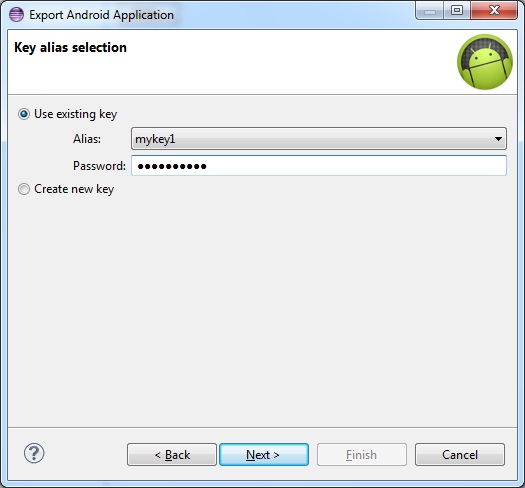 Export Android Application
Key alias selection
Use existing key
Alias: mykey1
Password: ●●●●●●●●●●
Create new key
? < Back Next > Finish Cancel